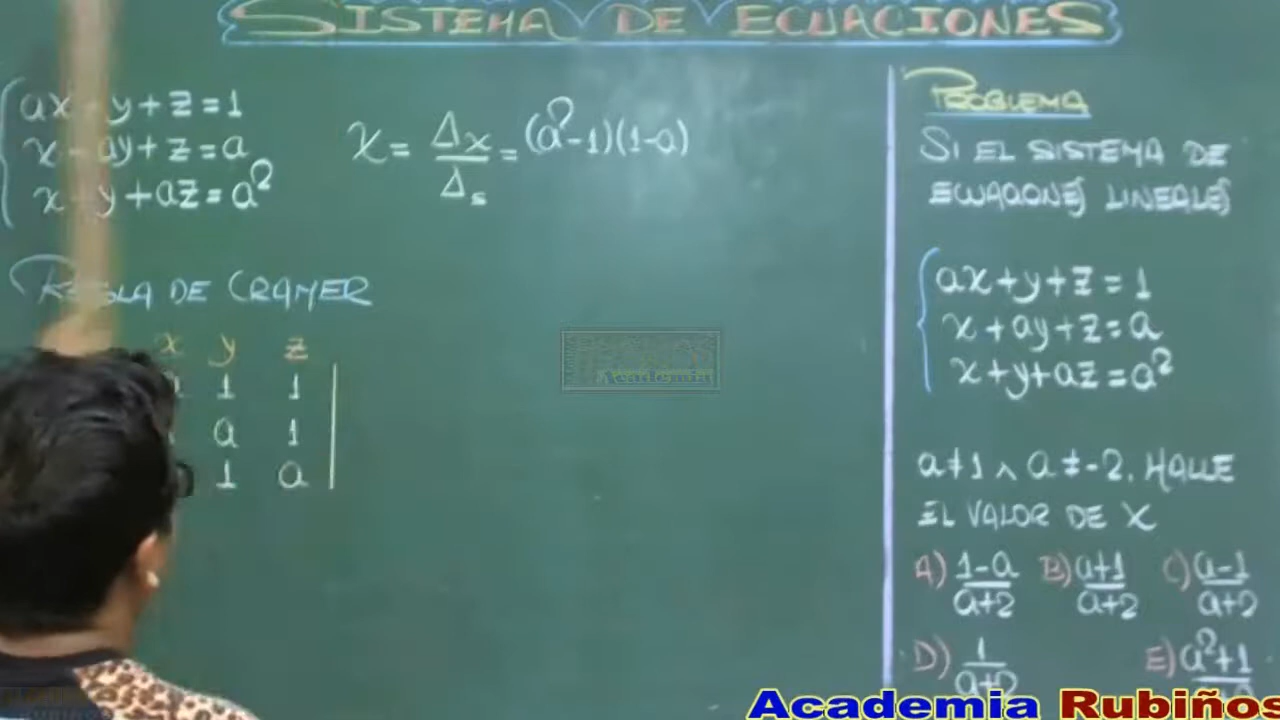 SISTEMA DE ECUACIONES
ax+y+z=1
x+ay+z=a
x+y+az=a²
x = Δx/Δs = (a²-1)(1-a)
REGLA DE CRAMER
x y z
1 1
a 1
1 a
PROBLEMA
SI EL SISTEMA DE
ECUACIONES LINEALES
ax+y+z=1
x+ay+z=a
x+y+az=a²
a≠1 ∧ a≠-2. HALLE
EL VALOR DE X
A) 1-a/a+2 B) a+1/a+2 C) a-1/a+2
D) 1/a+2 E) a²+1/a+2
Academia Rubiños